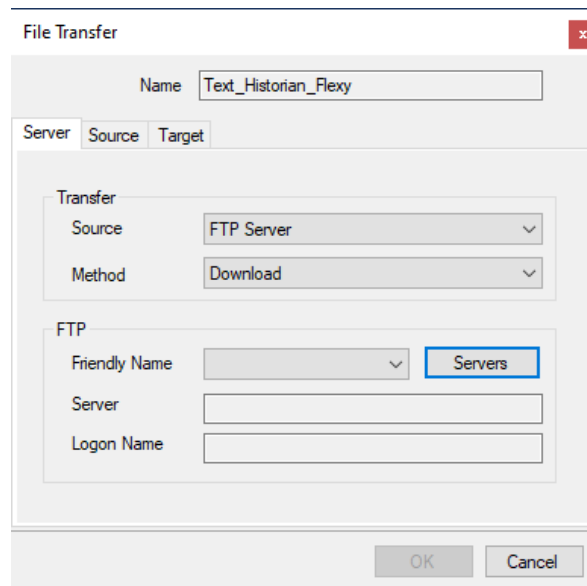 File Transfer
x
Name Text_Historian_Flexy
Server Source Target
Transfer
Source FTP Server
Method Download
FTP
Friendly Name Servers
Server
Logon Name
OK Cancel